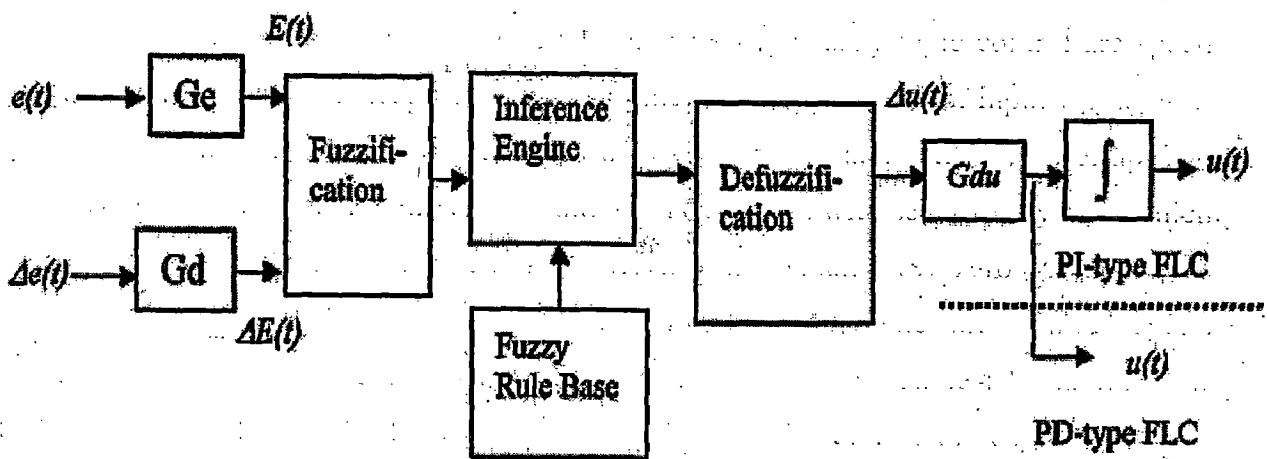 E(t)
e(t)
Ge
Fuzzifi-
cation
Δe(t)
Gd
ΔE(t)
Inference
Engine
Fuzzy
Rule Base
Defuzzifi-
cation
Δu(t)
Gdu
∫
u(t)
PI-type FLC
u(t)
PD-type FLC